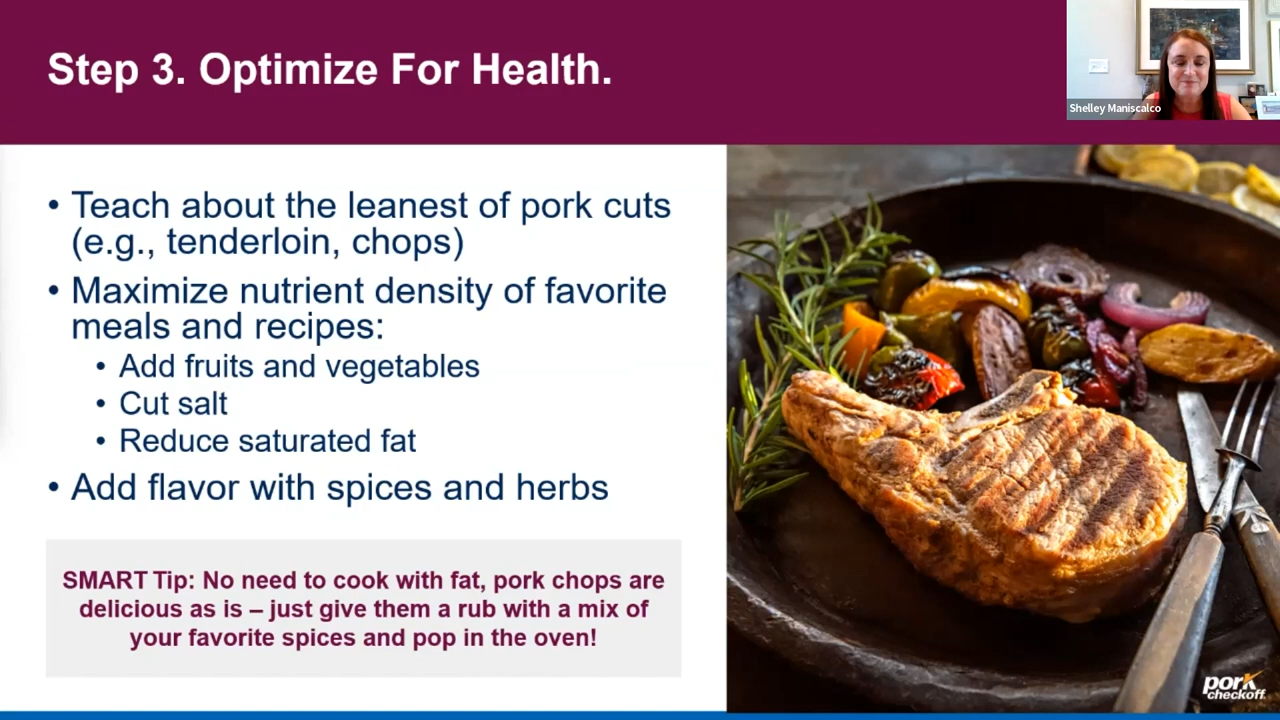 Step 3. Optimize For Health.
Shelley Maniscalco
• Teach about the leanest of pork cuts
(e.g., tenderloin, chops)
• Maximize nutrient density of favorite
meals and recipes:
• Add fruits and vegetables
• Cut salt
• Reduce saturated fat
• Add flavor with spices and herbs
SMART Tip: No need to cook with fat, pork chops are
delicious as is – just give them a rub with a mix of
your favorite spices and pop in the oven!
pork
checkoff